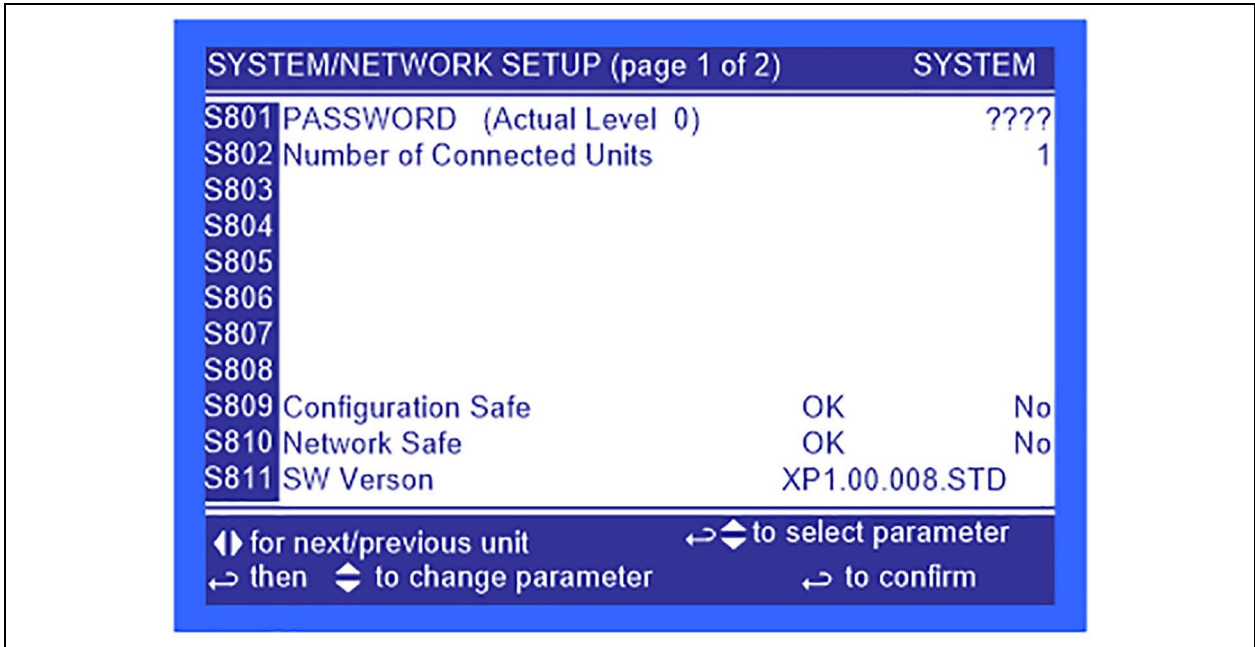 SYSTEM/NETWORK SETUP (page 1 of 2) SYSTEM
S801 PASSWORD (Actual Level 0) ????
S802 Number of Connected Units 1
S803
S804
S805
S806
S807
S808
S809 Configuration Safe OK No
S810 Network Safe OK No
S811 SW Verson XP1.00.008.STD
for next/previous unit ↩ to select parameter
↩ then to change parameter ↩ to confirm